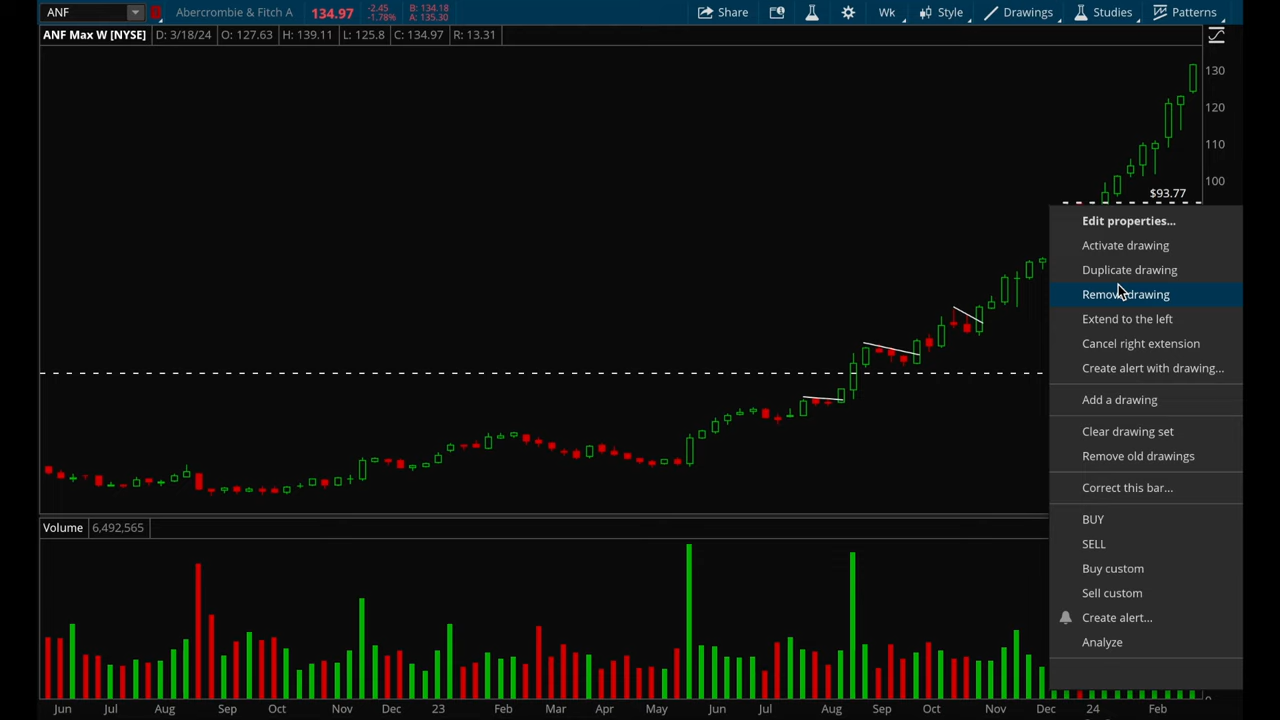 ANF
Abercrombie & Fitch A
134.97
-2.45
-1.78%
B: 134.18
A: 135.30
Share
Wk
Style
Drawings
Studies
Patterns
ANF Max W [NYSE]
D: 3/18/24
O: 127.63
H: 139.11
L: 125.8
C: 134.97
R: 13.31
130
120
110
100
$93.77
Edit properties...
Activate drawing
Duplicate drawing
Remove drawing
Extend to the left
Cancel right extension
Create alert with drawing...
Add a drawing
Clear drawing set
Remove old drawings
Correct this bar...
BUY
SELL
Buy custom
Sell custom
Create alert...
Analyze
Volume
6,492,565
Jun
Jul
Aug
Sep
Oct
Nov
Dec
23
Feb
Mar
Apr
May
Jun
Jul
Aug
Sep
Oct
Nov
Dec
24
Feb